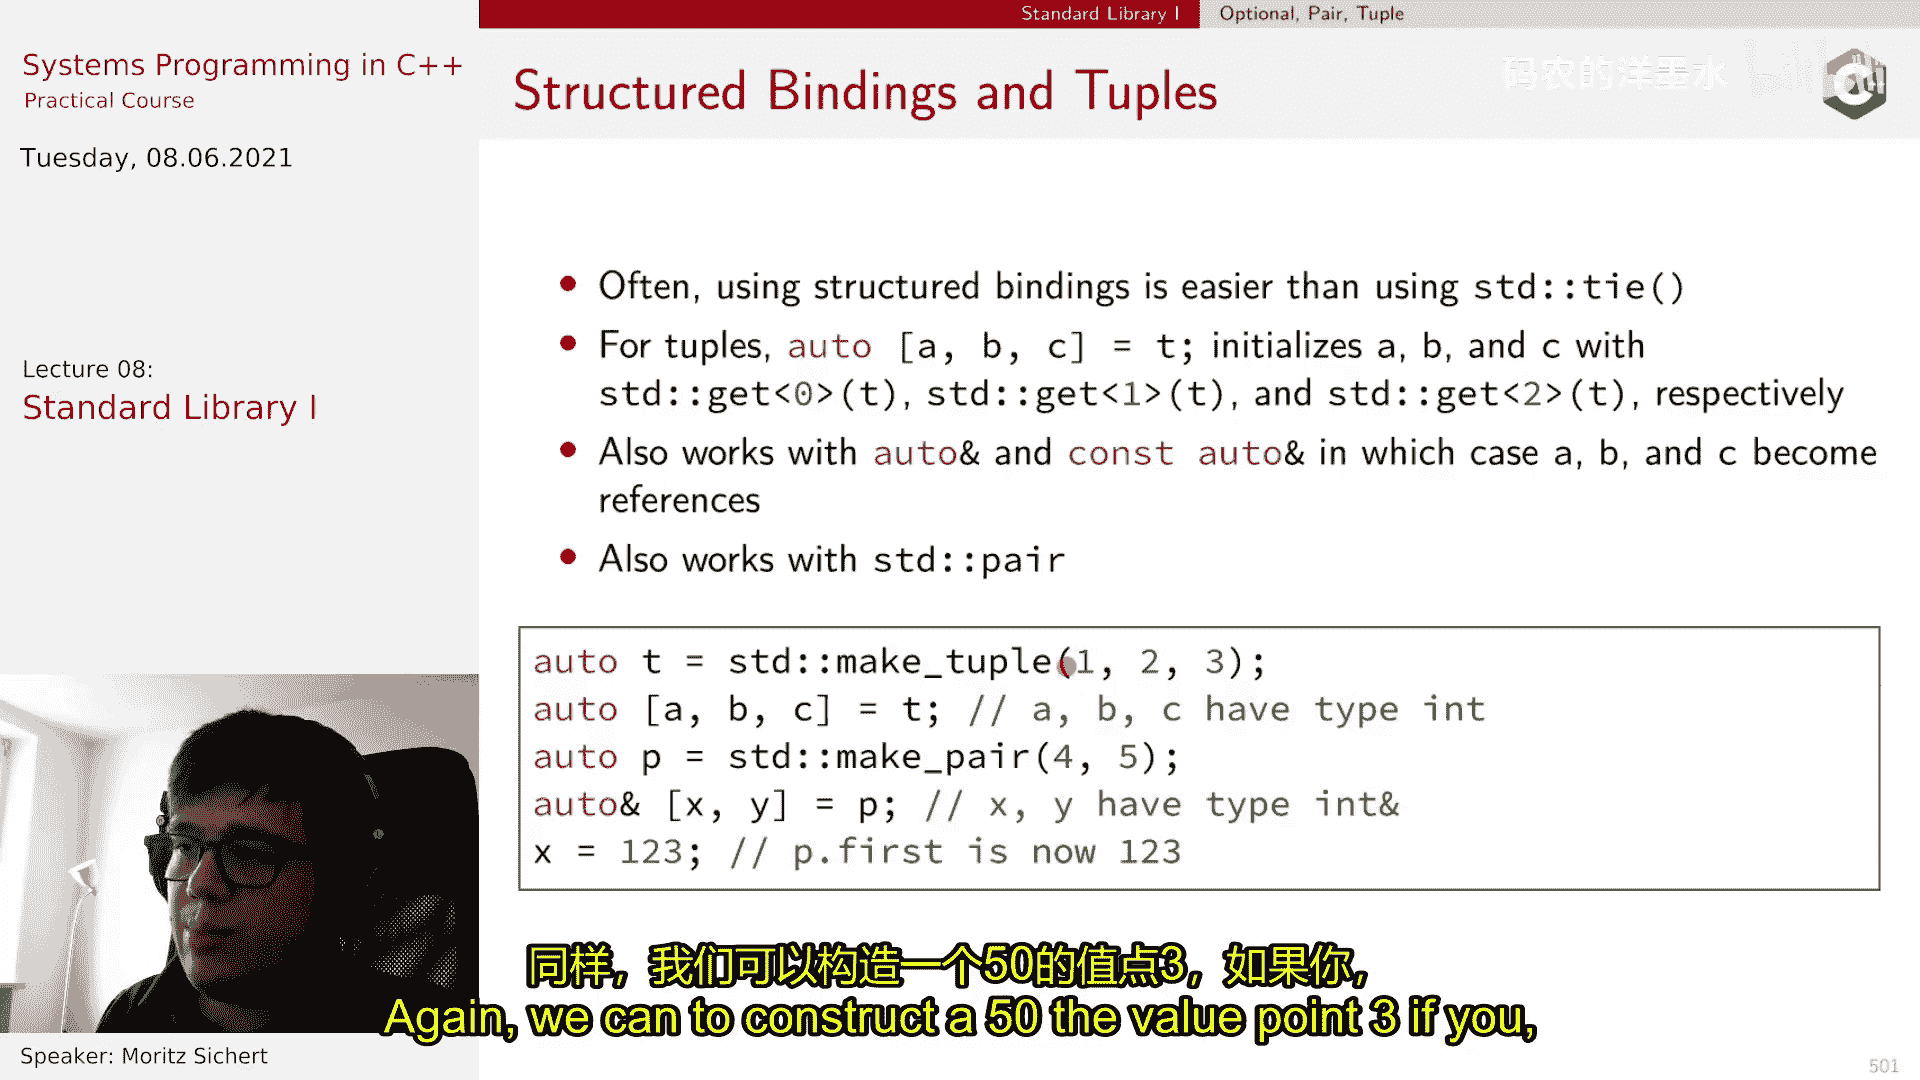 Standard Library I
Optional, Pair, Tuple
Systems Programming in C++
Practical Course
Tuesday, 08.06.2021
Lecture 08:
Standard Library I
Structured Bindings and Tuples
码农的洋墨水
• Often, using structured bindings is easier than using std::tie()
• For tuples, auto [a, b, c] = t; initializes a, b, and c with
std::get<0>(t), std::get<1>(t), and std::get<2>(t), respectively
• Also works with auto& and const auto& in which case a, b, and c become
references
• Also works with std::pair
auto t = std::make_tuple(1, 2, 3);
auto [a, b, c] = t; // a, b, c have type int
auto p = std::make_pair(4, 5);
auto& [x, y] = p; // x, y have type int&
x = 123; // p.first is now 123
同样，我们可以构造一个50的值点3，如果你，
Again, we can to construct a 50 the value point 3 if you,
Speaker: Moritz Sichert
501